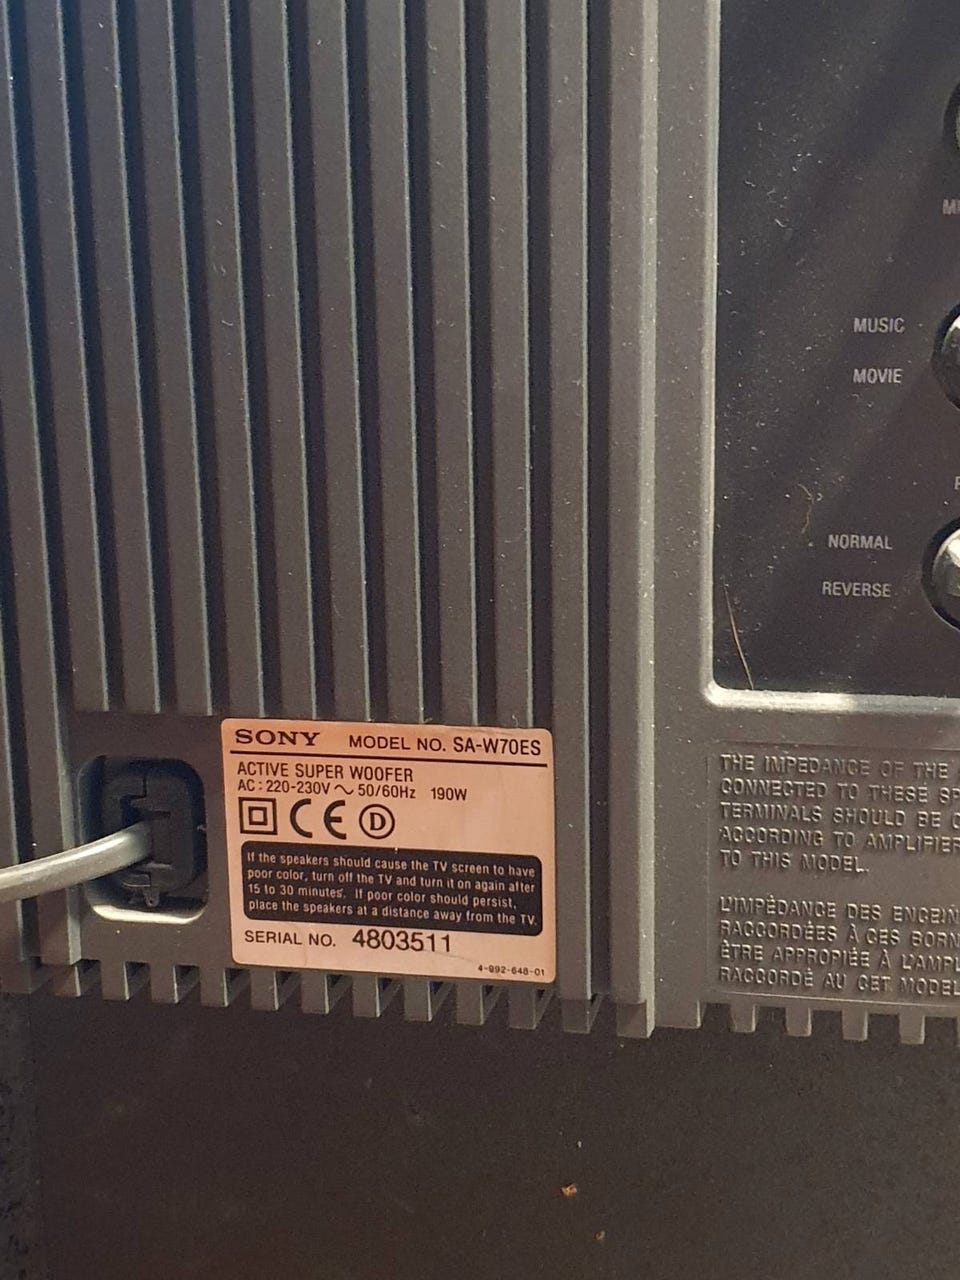 MUSIC
MOVIE
NORMAL
REVERSE
SONY MODEL NO. SA-W70ES
ACTIVE SUPER WOOFER
AC: 220-230V ~ 50/60Hz 190W
CE D
If the speakers should cause the TV screen to have
poor color, turn off the TV and turn it on again after
15 to 30 minutes. If poor color should persist,
place the speakers at a distance away from the TV.
SERIAL NO. 4803511
4-992-648-01
THE IMPEDANCE OF THE
CONNECTED TO THESE
TERMINALS SHOULD BE
ACCORDING TO AMPLIFIER
TO THIS MODEL.
L'IMPÉDANCE DES
RACCORDÉES À CES
ÊTRE APPROPIÉE À
RACCORDÉ AU CET MODEL